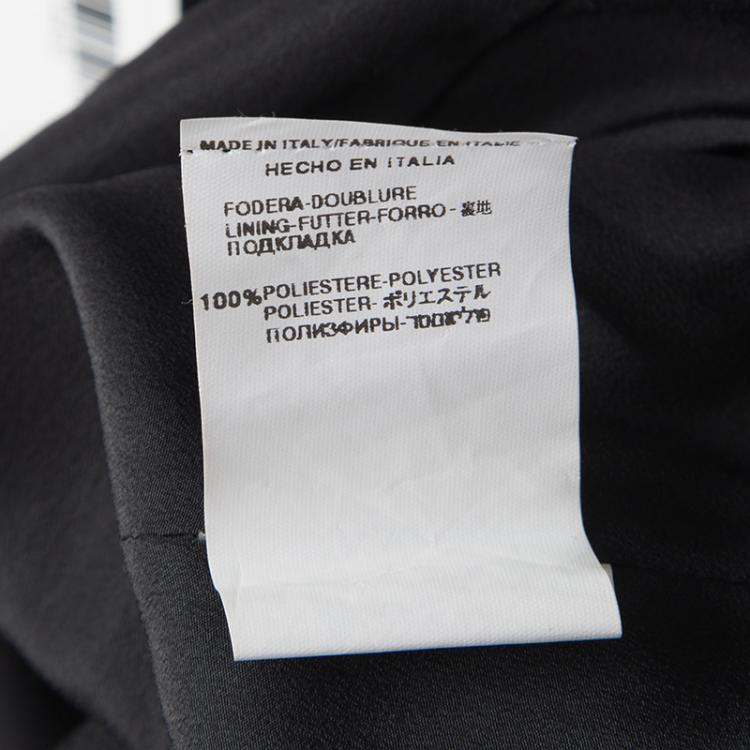 MADE IN ITALY/FABRIQUE EN ITALIE
HECHO EN ITALIA
FODERA-DOUBLURE
LINING-FUTTER-FORRO-裏地
ПОДКЛАДКА
100%POLIESTERE-POLYESTER
POLIESTER-ポリエステル
ПОЛИЗФИРЫ-